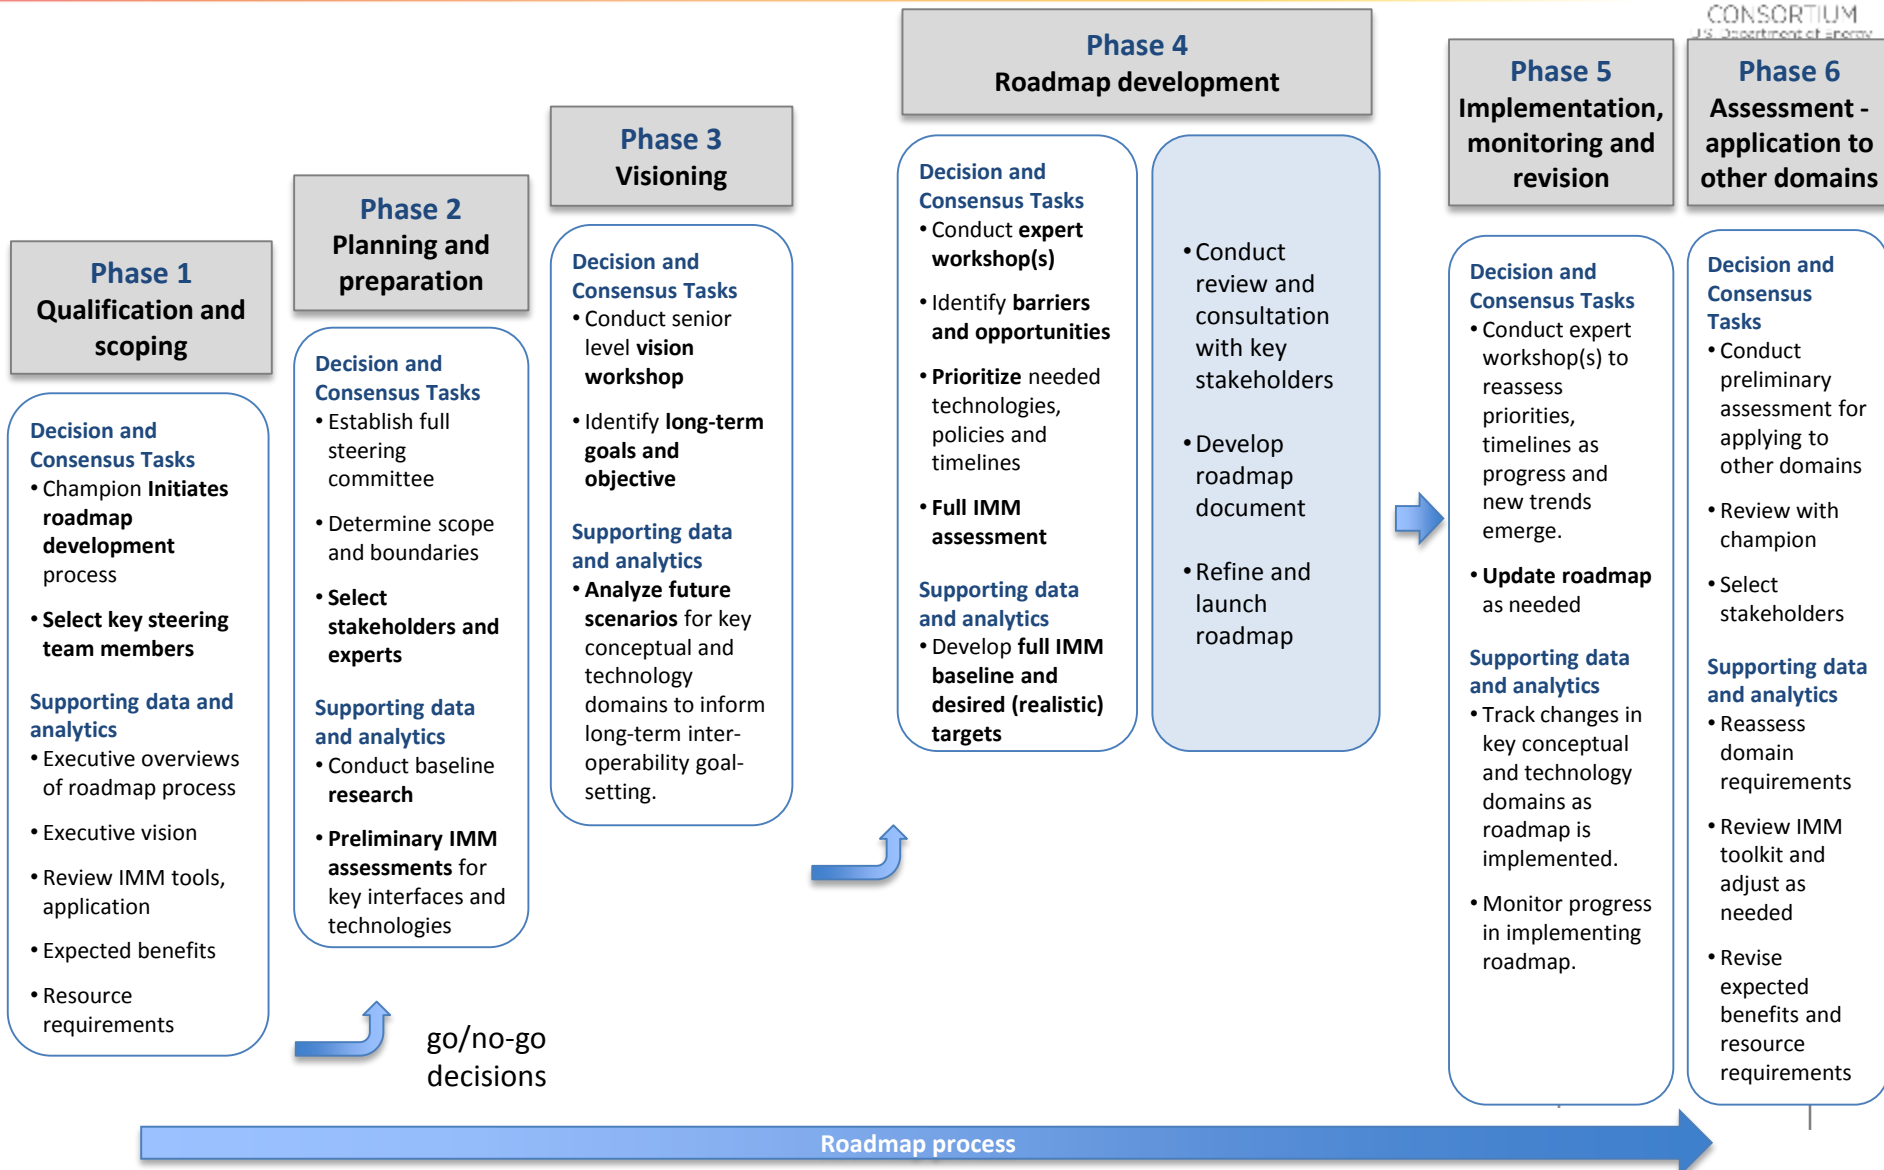 CONSORTIUM
U.S. Department of Energy
Phase 1
Qualification and
scoping
Decision and
Consensus Tasks
• Champion Initiates
roadmap
development
process
• Select key steering
team members
Supporting data and
analytics
• Executive overviews
of roadmap process
• Executive vision
• Review IMM tools,
application
• Expected benefits
• Resource
requirements
Phase 2
Planning and
preparation
Decision and
Consensus Tasks
• Establish full
steering
committee
• Determine scope
and boundaries
• Select
stakeholders and
experts
Supporting data
and analytics
• Conduct baseline
research
• Preliminary IMM
assessments for
key interfaces and
technologies
go/no-go
decisions
Phase 3
Visioning
Decision and
Consensus Tasks
• Conduct senior
level vision
workshop
• Identify long-term
goals and
objective
Supporting data
and analytics
• Analyze future
scenarios for key
conceptual and
technology
domains to inform
long-term inter-
operability goal-
setting.
Phase 4
Roadmap development
Decision and
Consensus Tasks
• Conduct expert
workshop(s)
• Identify barriers
and opportunities
• Prioritize needed
technologies,
policies and
timelines
• Full IMM
assessment
Supporting data
and analytics
• Develop full IMM
baseline and
desired (realistic)
targets
• Conduct
review and
consultation
with key
stakeholders
• Develop
roadmap
document
• Refine and
launch
roadmap
Phase 5
Implementation,
monitoring and
revision
Decision and
Consensus Tasks
• Conduct expert
workshop(s) to
reassess
priorities,
timelines as
progress and
new trends
emerge.
• Update roadmap
as needed
Supporting data
and analytics
• Track changes in
key conceptual
and technology
domains as
roadmap is
implemented.
• Monitor progress
in implementing
roadmap.
Phase 6
Assessment -
application to
other domains
Decision and
Consensus
Tasks
• Conduct
preliminary
assessment for
applying to
other domains
• Review with
champion
• Select
stakeholders
Supporting data
and analytics
• Reassess
domain
requirements
• Review IMM
toolkit and
adjust as
needed
• Revise
expected
benefits and
resource
requirements
Roadmap process